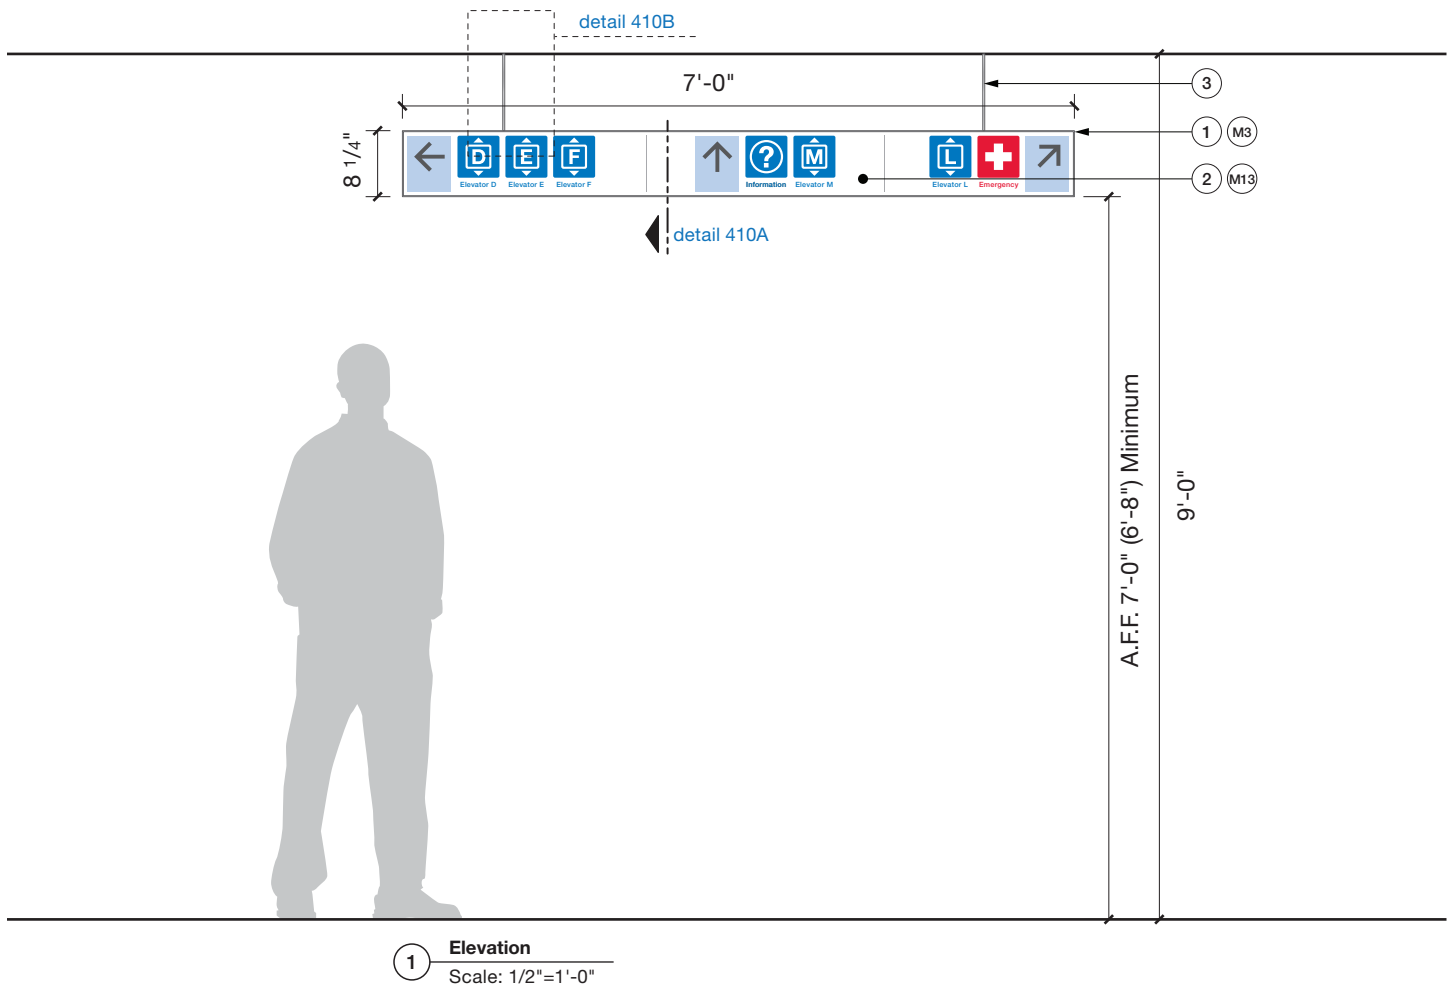 detail 410B
7'-0"
3
8 1/4"
D E F
? M
L
1 M3
Elevator D Elevator E Elevator F
Information Elevator M
Elevator L Emergency
2 M13
detail 410A
A.F.F. 7'-0" (6'-8") Minimum
9'-0"
1 Elevation
Scale: 1/2"=1'-0"